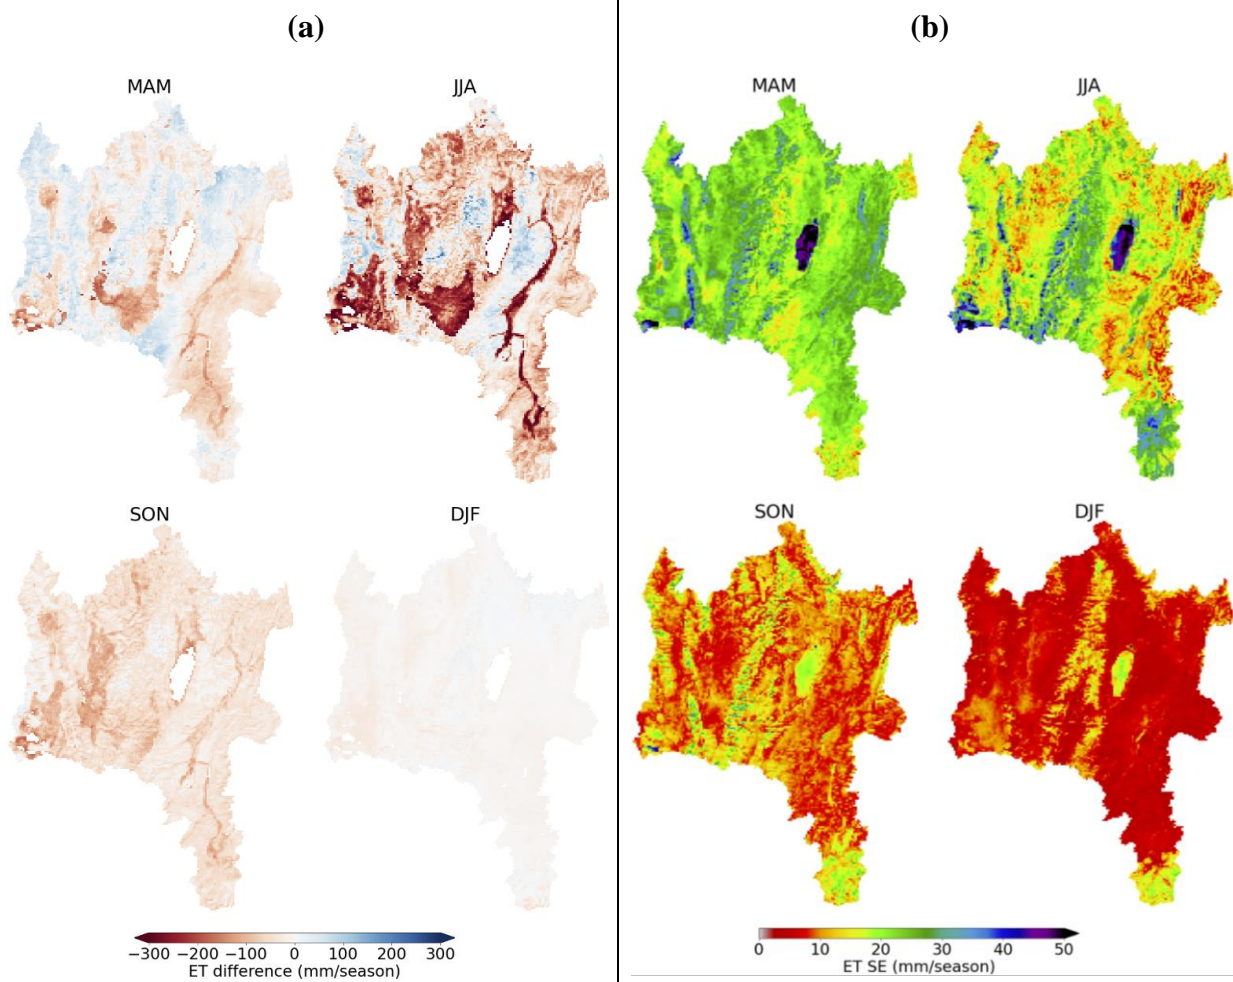 (a)
(b)
MAM
JJA
MAM
JJA
SON
DJF
SON
DJF
−300 −200 −100 0 100 200 300
ET difference (mm/season)
0 10 20 30 40 50
ET SE (mm/season)